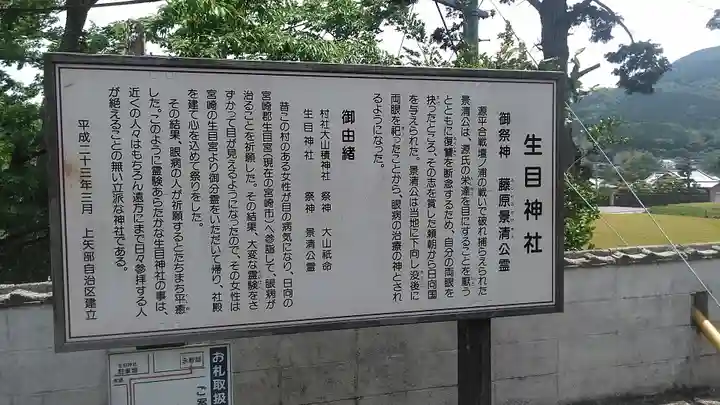 生目神社
御祭神 藤原景清公霊
源平合戦壇ノ浦の戦いで破れ捕らえられた
景清公は、源氏の栄達を目にすることを厭う
とともに復讐を断念するため、自分の両眼を
抉ったところ、その志を賞した頼朝から日向国
を与えられた。景清公は当地に下向し、没後に
両眼を祀ったことから、眼病の治療の神とされ
るようになった。
御由緒
村社大山積神社 祭神 大山祇命
生目神社 祭神 景清公霊
昔この村のある女性が目の病気になり、日向の
宮崎郡生目宮(現在の宮崎市)へ参詣して、眼病が
治ることを祈願した。その結果、大変な霊験をさ
ずかって目が見えるようになったので、その女性は
宮崎の生目宮より御分霊をいただいて帰り、社殿
を建て心を込めて祭りをした。
その結果、眼病の人が祈願するとたちまち平癒
した。このように霊験あらたかな生目神社の事は、
近くの人々はもちろん遠方にまで日々参拝する人
が絶えることの無い立派な神社である。
平成二十三年三月 上矢部自治区建立
お札取扱
ご案